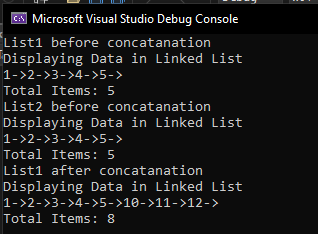 Microsoft Visual Studio Debug Console
List1 before concatanation
Displaying Data in Linked List
1->2->3->4->5->
Total Items: 5
List2 before concatanation
Displaying Data in Linked List
1->2->3->4->5->
Total Items: 5
List1 after concatanation
Displaying Data in Linked List
1->2->3->4->5->10->11->12->
Total Items: 8